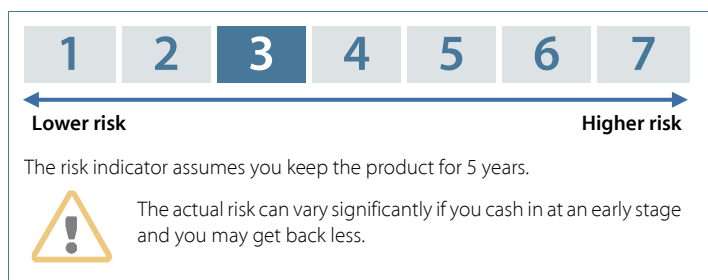 1 2 3 4 5 6 7
Lower risk Higher risk
The risk indicator assumes you keep the product for 5 years.
The actual risk can vary significantly if you cash in at an early stage
and you may get back less.